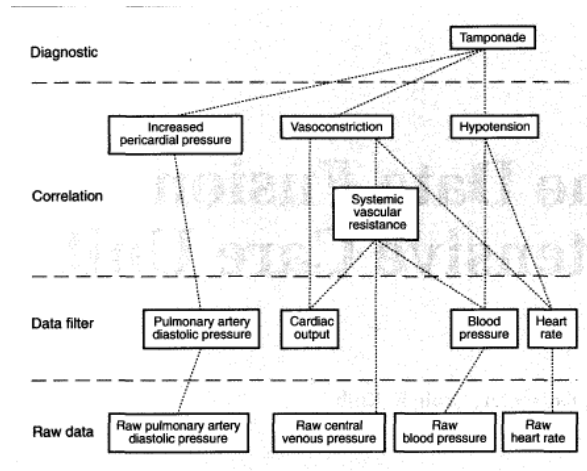 Diagnostic
Tamponade
Increased
pericardial pressure
Vasoconstriction
Hypotension
Correlation
Systemic
vascular
resistance
Data filter
Pulmonary artery
diastolic pressure
Cardiac
output
Blood
pressure
Heart
rate
Raw data
Raw pulmonary artery
diastolic pressure
Raw central
venous pressure
Raw
blood pressure
Raw
heart rate